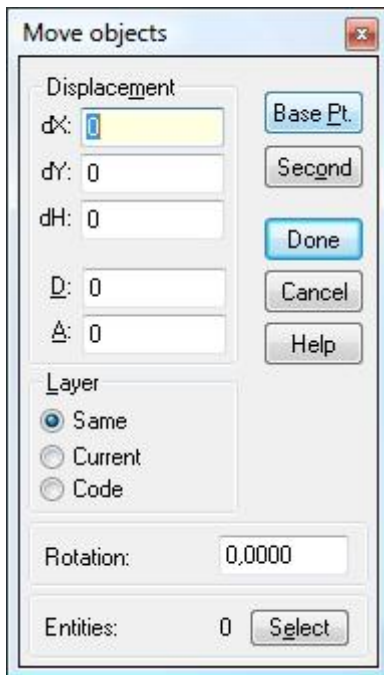 Move objects
Displacement
dX: 0
Base Pt.
dY: 0
Second
dH: 0
Done
D: 0
Cancel
A: 0
Help
Layer
Same
Current
Code
Rotation: 0,0000
Entities: 0 Select